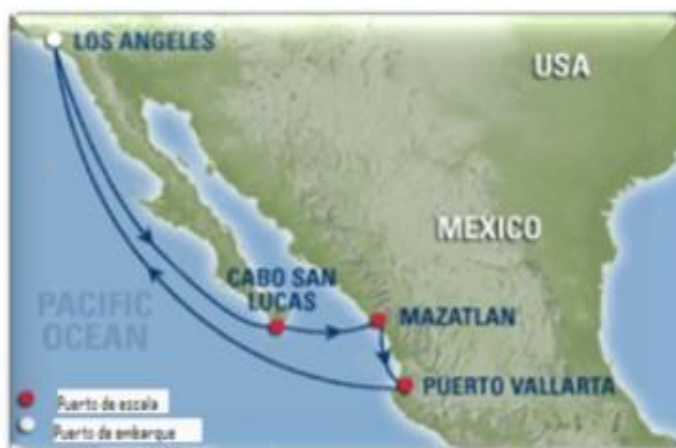 LOS ANGELES
USA
MEXICO
CABO SAN
LUCAS
PACIFIC
OCEAN
MAZATLAN
PUERTO VALLARTA
Puerto de escala
Puerto de embarque